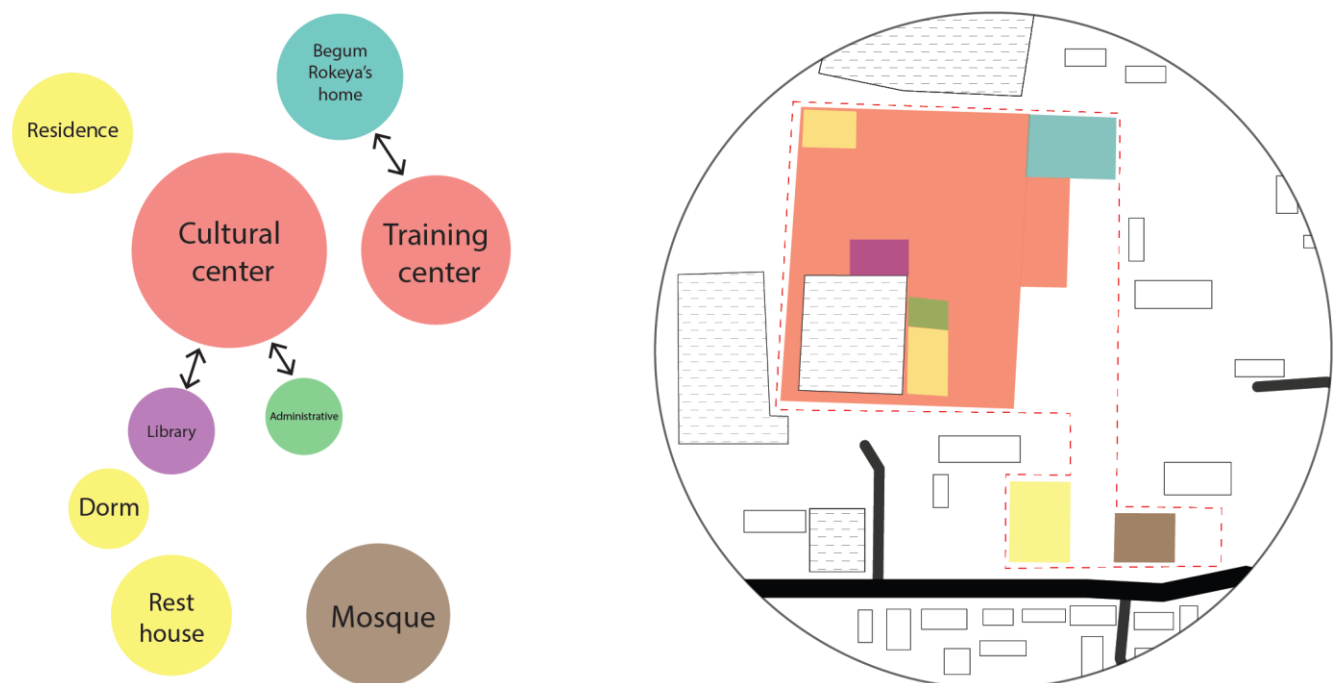 Begum
Rokeya's
home
Residence
Cultural
center
Training
center
Library
Administrative
Dorm
Rest
house
Mosque